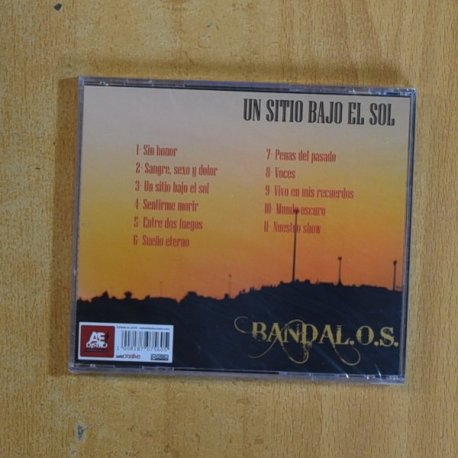 UN SITIO BAJO EL SOL
1 Sin honor
2 Sangre, sexo y dolor
3 Un sitio bajo el sol
4 Sentirme morir
5 Entre dos fuegos
6 Sueño eterno
7 Penas del pasado
8 Voces
9 Vivo en mis recuerdos
10 Mundo oscuro
11 Nuestro show
BANDAL.O.S.
AE